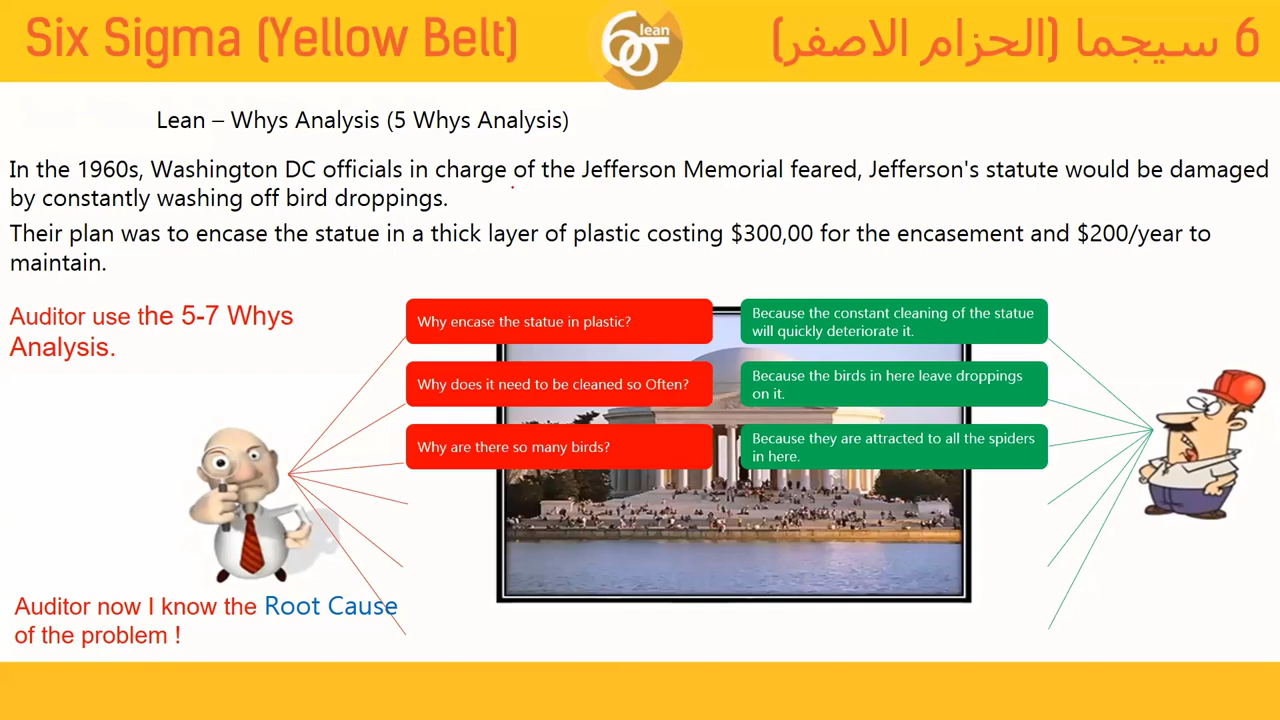 Six Sigma (Yellow Belt)
lean
6σ
6 سيجما (الحزام الاصفر)
Lean – Whys Analysis (5 Whys Analysis)
In the 1960s, Washington DC officials in charge of the Jefferson Memorial feared, Jefferson's statute would be damaged
by constantly washing off bird droppings.
Their plan was to encase the statue in a thick layer of plastic costing $300,00 for the encasement and $200/year to
maintain.
Auditor use the 5-7 Whys
Analysis.
Why encase the statue in plastic?
Because the constant cleaning of the statue
will quickly deteriorate it.
Why does it need to be cleaned so Often?
Because the birds in here leave droppings
on it.
Why are there so many birds?
Because they are attracted to all the spiders
in here.
Auditor now I know the Root Cause
of the problem !